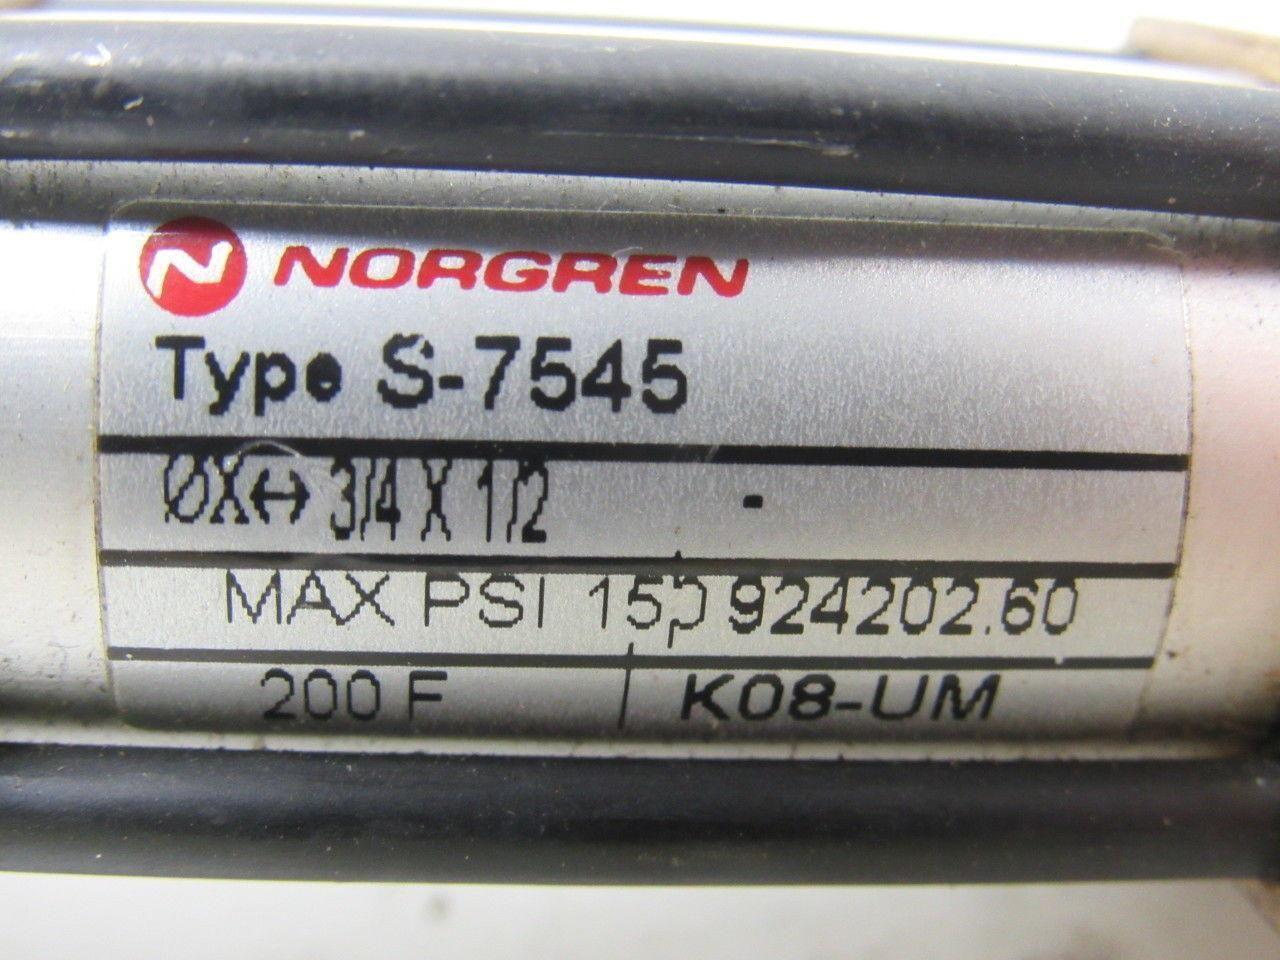 N NORGREN
Type S-7545
ØX↔ 3/4 X 1/2 -
MAX PSI 150 924202.60
200 F K08-UM